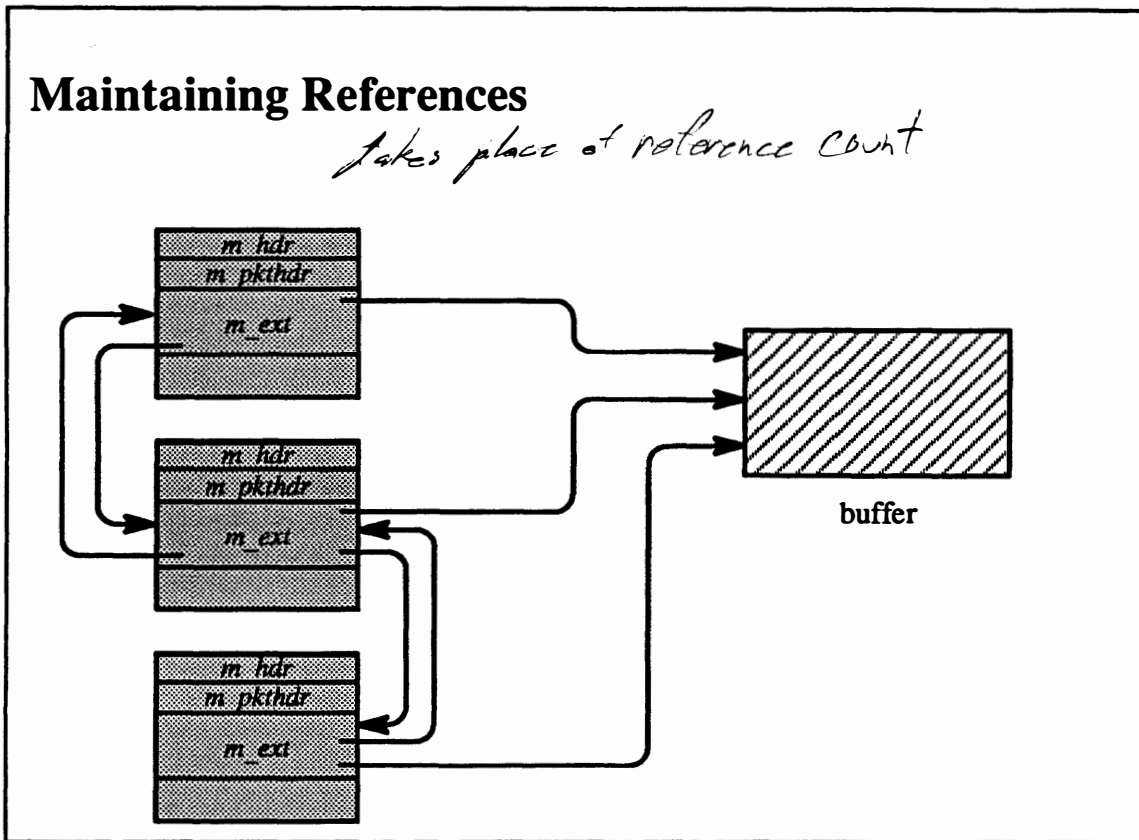 Maintaining References
takes place of reference count
m_hdr
m_pkthdr
m_ext
m_hdr
m_pkthdr
m_ext
buffer
m_hdr
m_pkthdr
m_ext